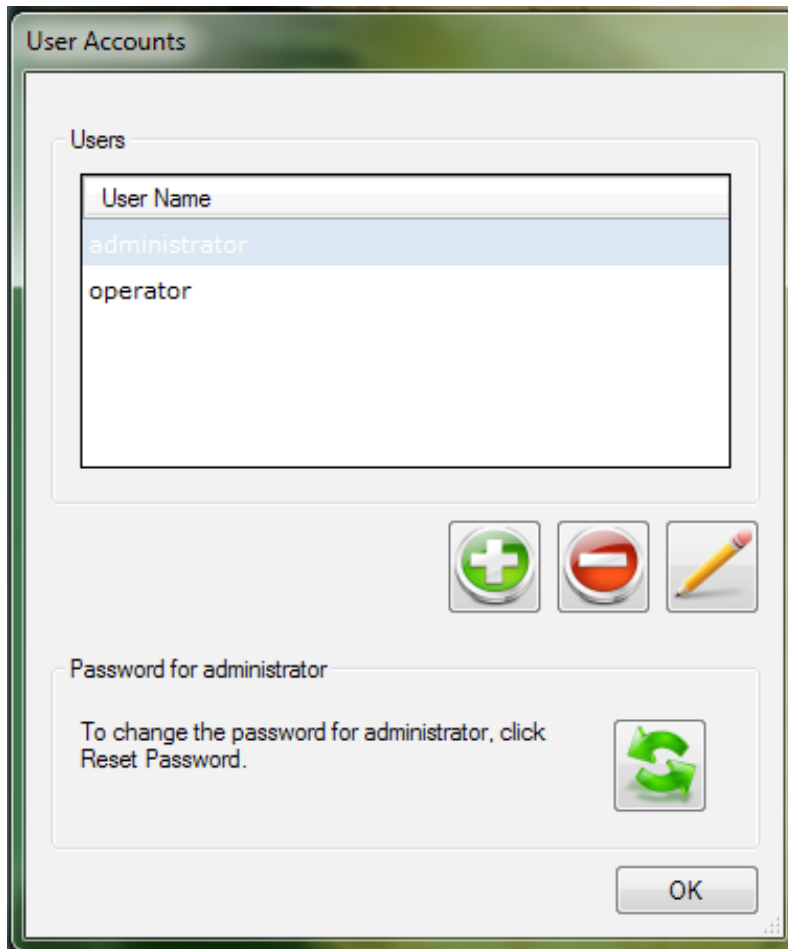 User Accounts
Users
User Name
administrator
operator
Password for administrator
To change the password for administrator, click
Reset Password.
OK